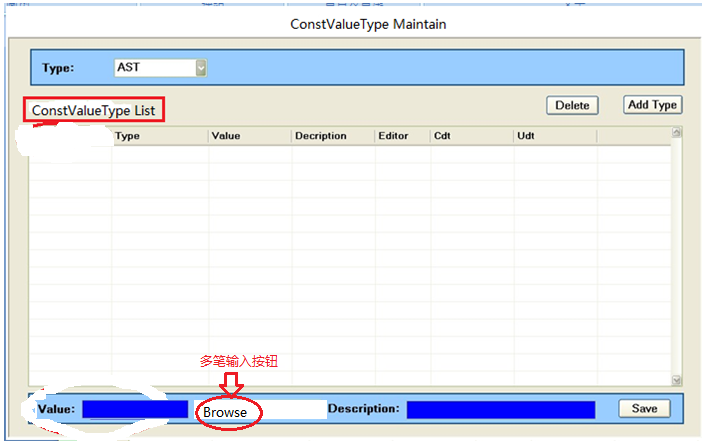 ConstValueType Maintain
Type: AST
ConstValueType List Delete Add Type
Type Value Decription Editor Cdt Udt
多笔输入按钮
Value: Browse Description: Save